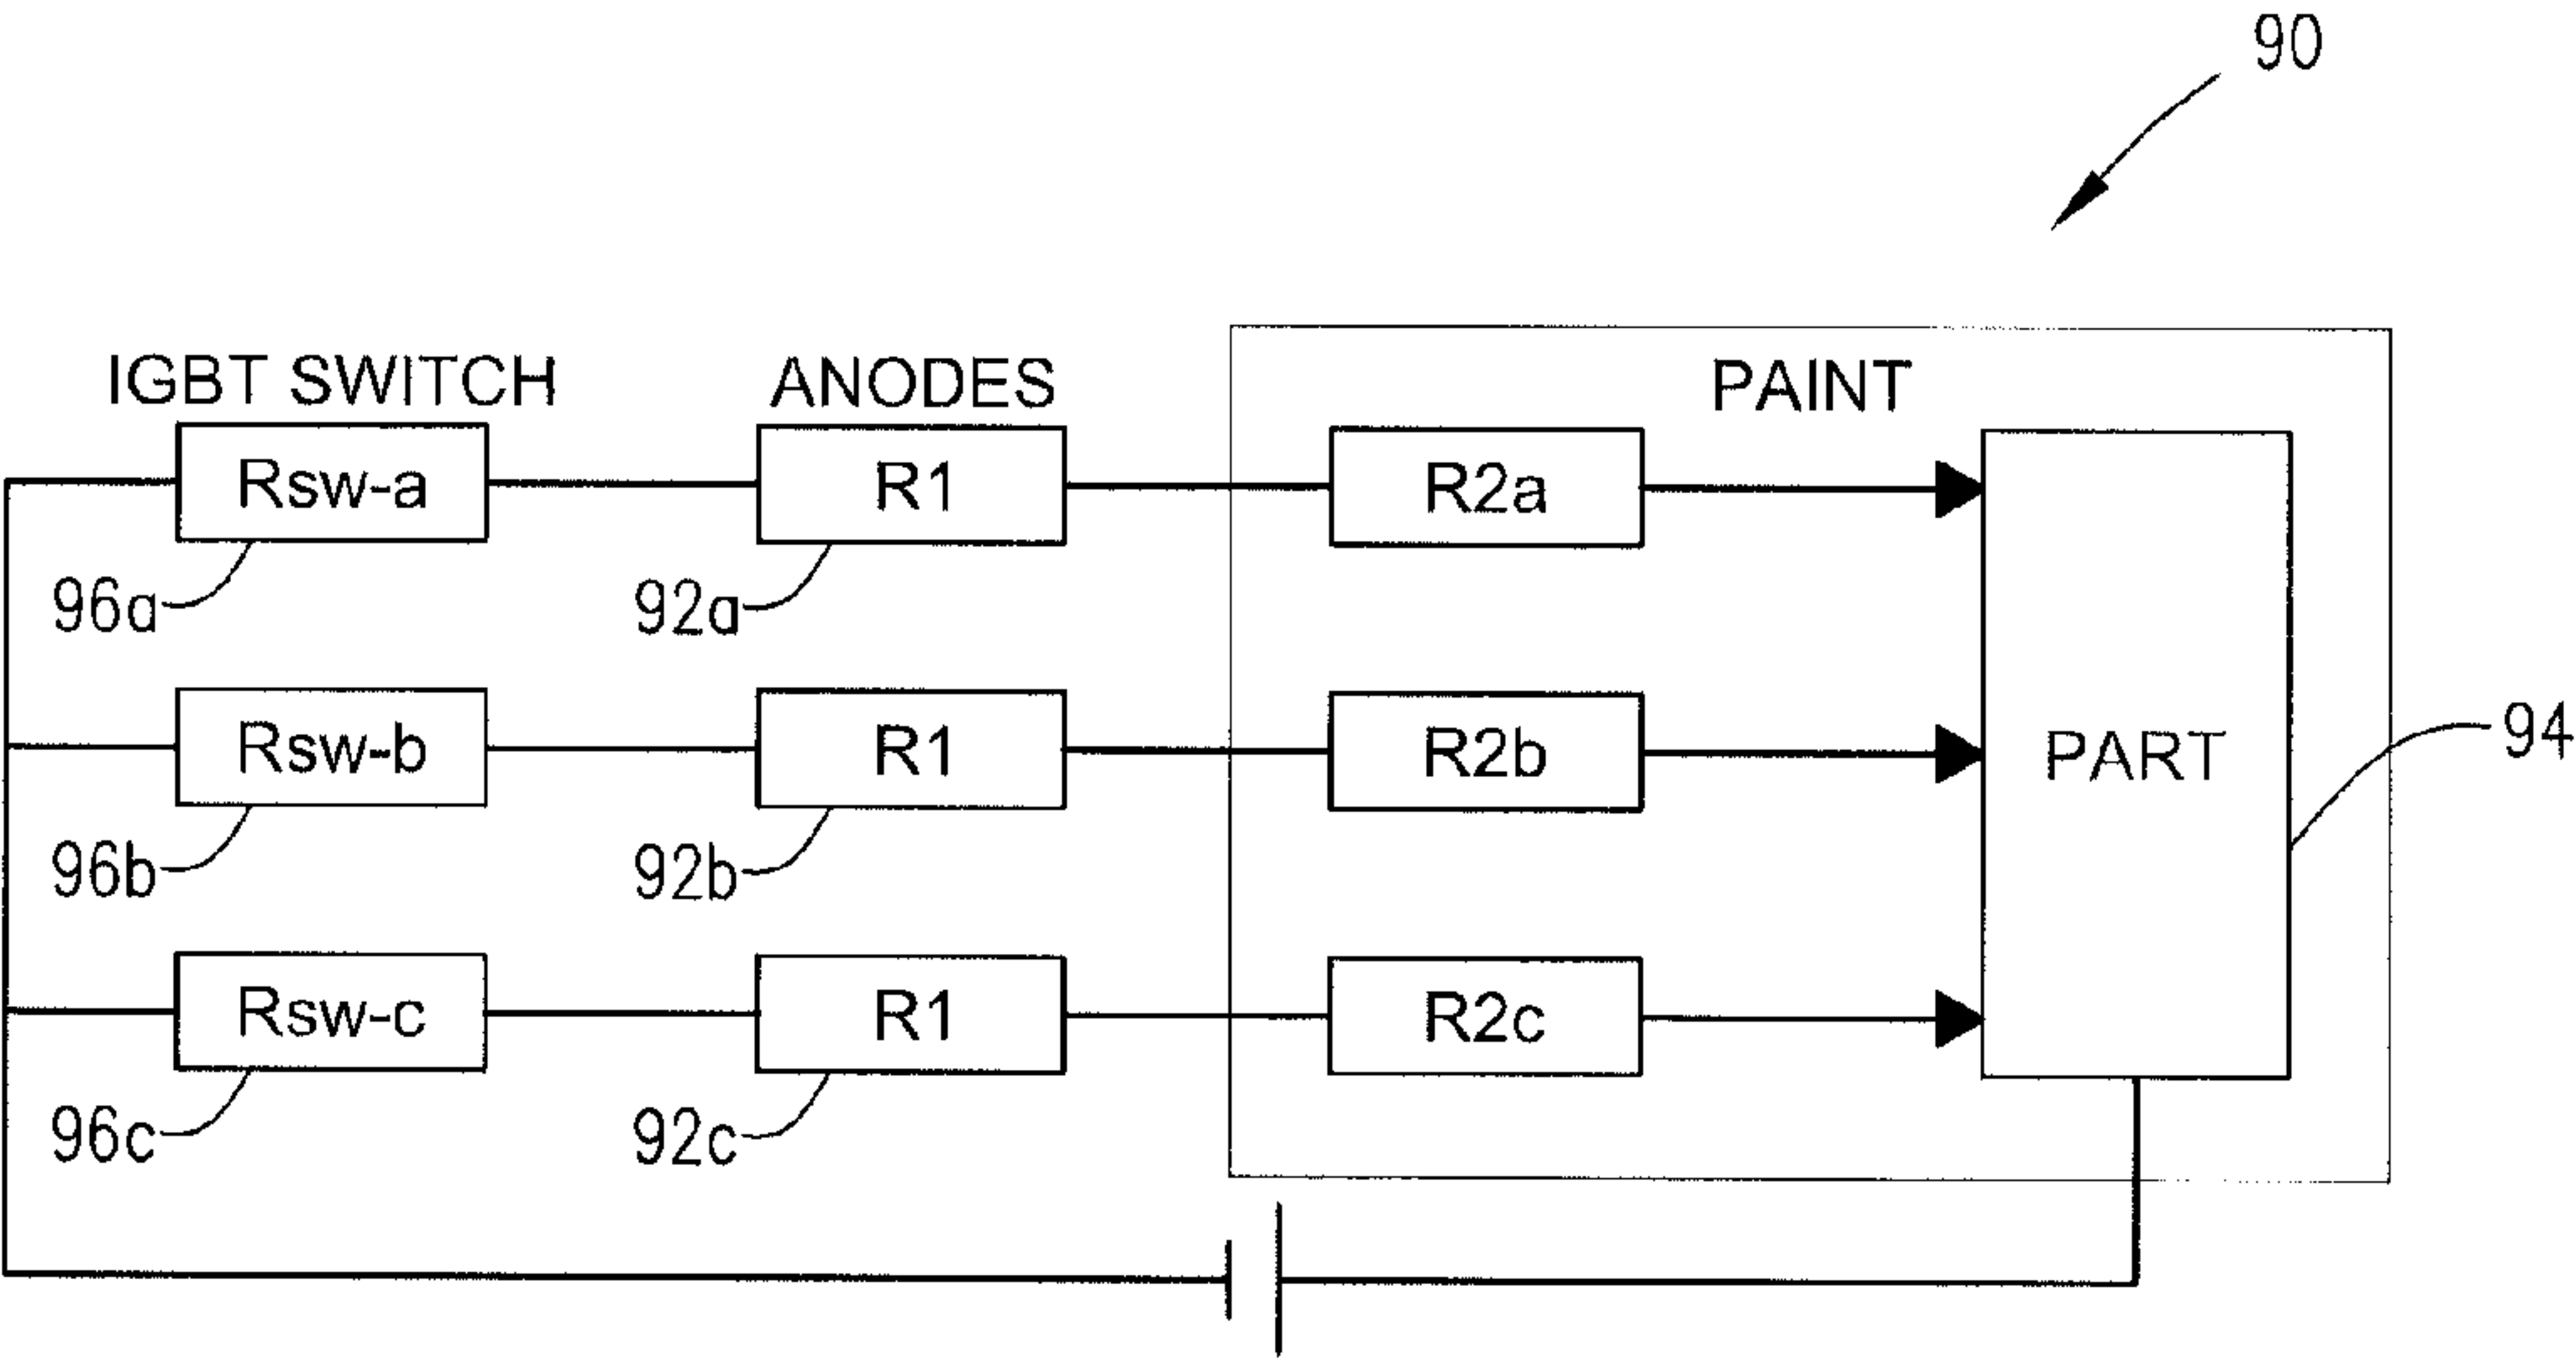 90
IGBT SWITCH ANODES PAINT
Rsw-a R1 R2a
96a 92a
Rsw-b R1 R2b PART 94
96b 92b
Rsw-c R1 R2c
96c 92c